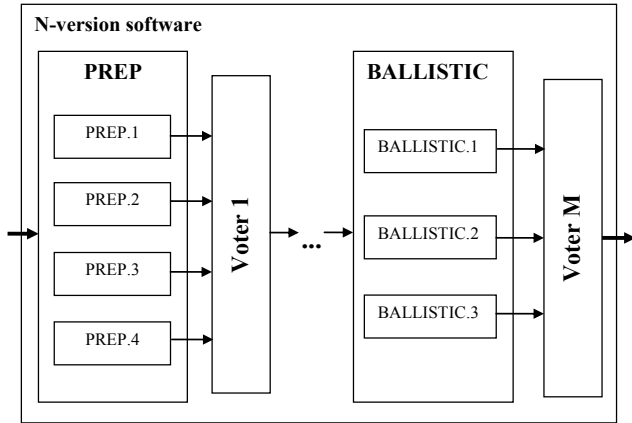 N-version software
PREP
PREP.1
PREP.2
PREP.3
PREP.4
Voter 1
...
BALLISTIC
BALLISTIC.1
BALLISTIC.2
BALLISTIC.3
Voter M